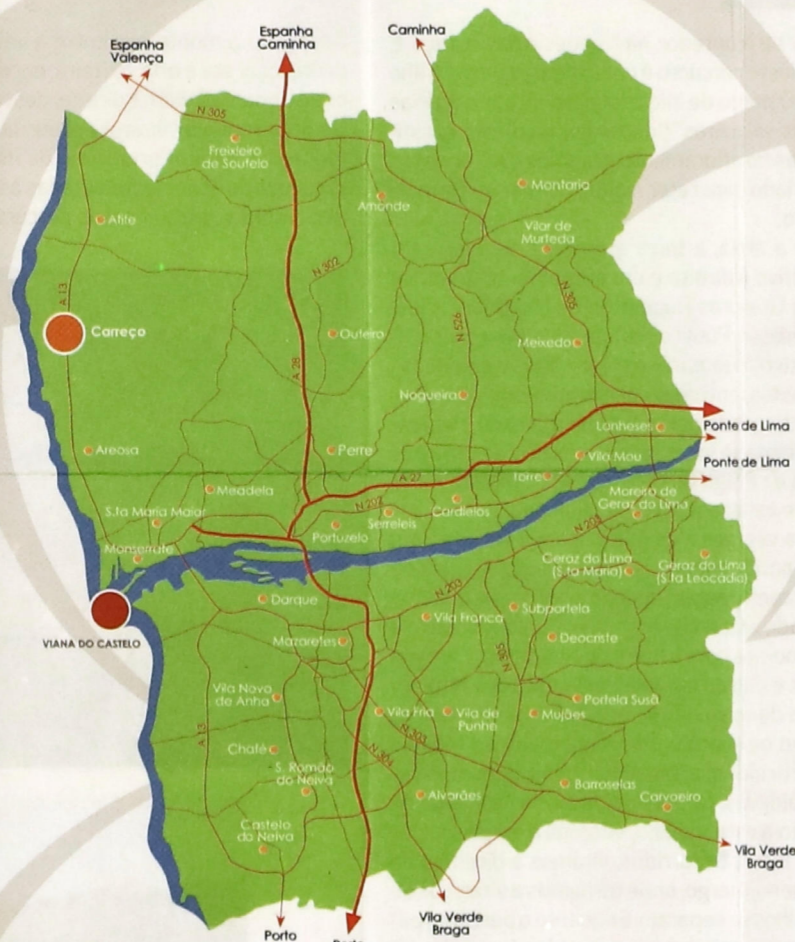 Espanha
Valença
Espanha
Caminha
Caminha
N 305
Freixieiro
de Soutelo
Montaria
Amonde
Afife
Vilar de
Murteda
N 302
A 13
N 305
Carreço
Outeiro
N 526
Meixedo
A 28
Nogueira
Ponte de Lima
Lanheses
Areosa
Perre
Vila Mou
Ponte de Lima
A 27
Torre
Meadela
Moreira de
Geraz do Lima
N 202
Cardielos
S.ta Maria Maior
Serreleis
Portuzelo
N 203
Monserrate
Geraz do Lima
(S.ta Maria)
Geraz do Lima
(S.ta Leocádia)
Darque
N 203
Subportela
Vila Franca
VIANA DO CASTELO
Mazarefes
Deocriste
N 305
Vila Nova
de Anha
Portela Susã
Vila Fria
Vila de
Punhe
Mujães
A 13
N 303
Chafé
N 304
S. Romão
do Neiva
Barroselas
Alvarães
Carvoeiro
Castelo
do Neiva
Vila Verde
Braga
Vila Verde
Braga
Porto
Porto